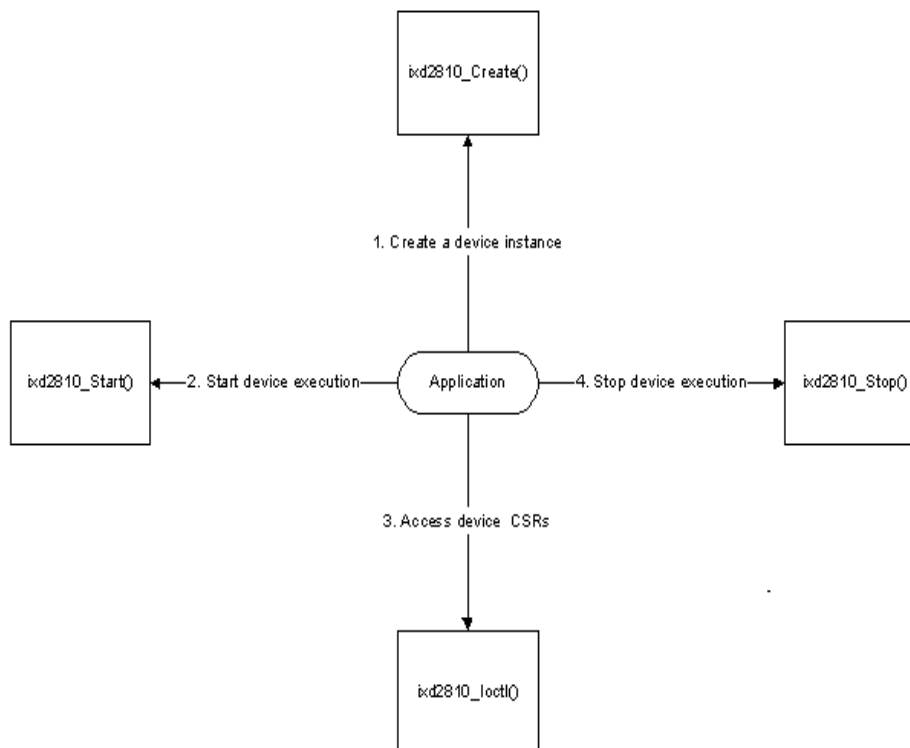 ixd2810_Create()
1. Create a device instance
ixd2810_Start()
2. Start device execution
Application
4. Stop device execution
ixd2810_Stop()
3. Access device CSRs
ixd2810_Ioctl()